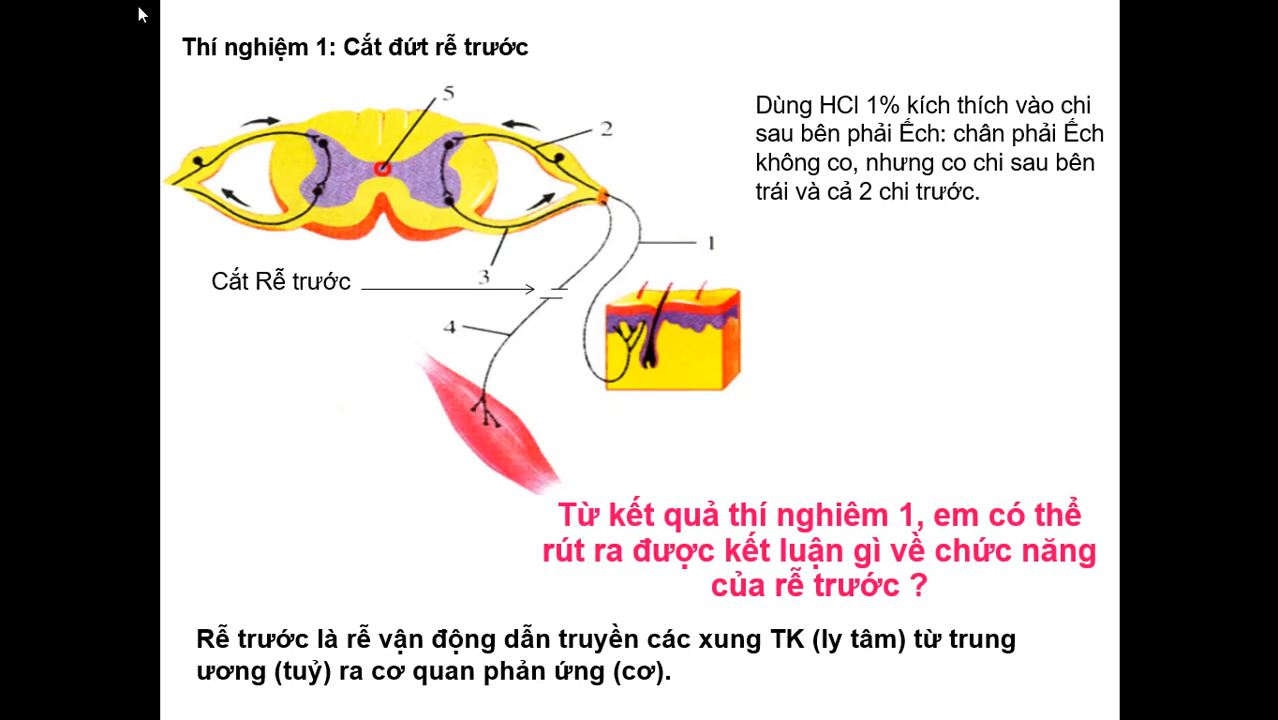 Thí nghiệm 1: Cắt đứt rễ trước
5
2
Dùng HCl 1% kích thích vào chi
sau bên phải Ếch: chân phải Ếch
không co, nhưng co chi sau bên
trái và cả 2 chi trước.
1
3
Cắt Rễ trước
4
Từ kết quả thí nghiêm 1, em có thể
rút ra được kết luận gì về chức năng
của rễ trước ?
Rễ trước là rễ vận động dẫn truyền các xung TK (ly tâm) từ trung
ương (tuỷ) ra cơ quan phản ứng (cơ).